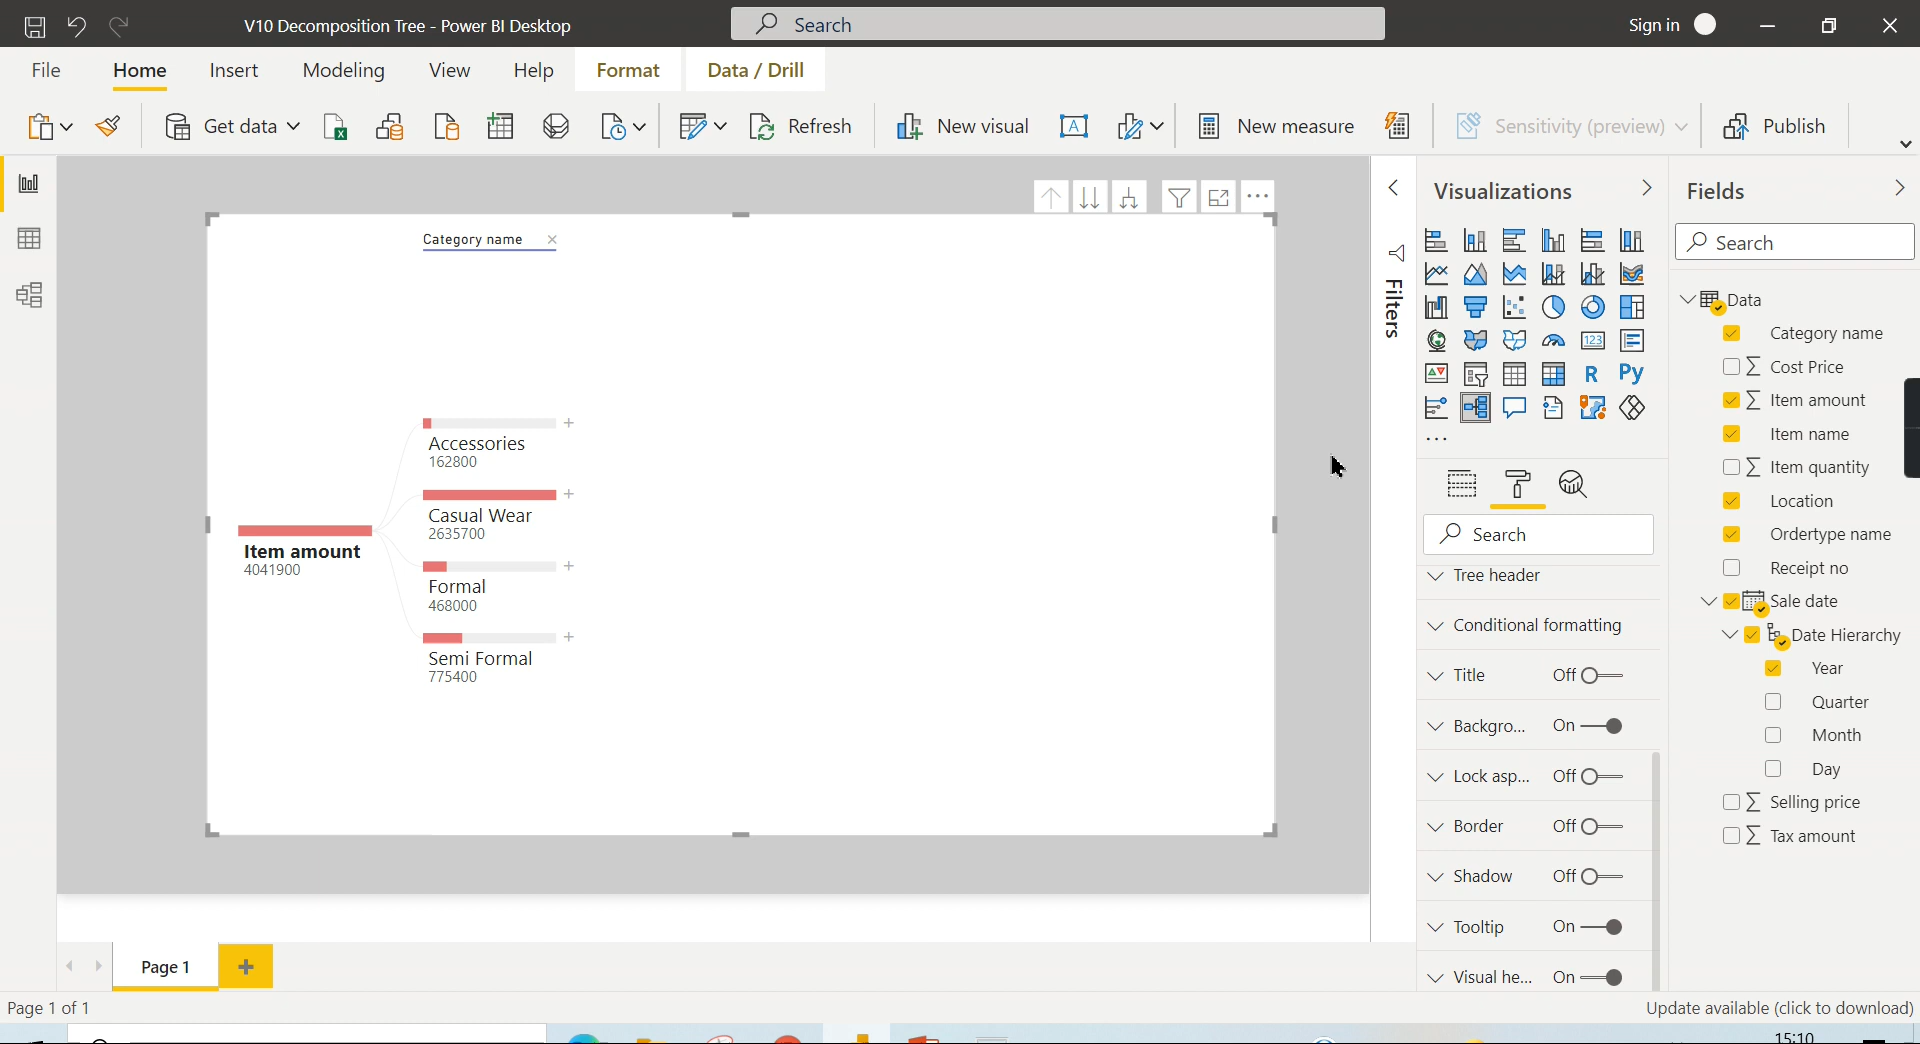 V10 Decomposition Tree - Power BI Desktop
Search
Sign in
File
Home
Insert
Modeling
View
Help
Format
Data / Drill
Get data
Refresh
New visual
A
New measure
Sensitivity (preview)
Publish
Category name
Accessories
162800
Casual Wear
2635700
Item amount
4041900
Formal
468000
Semi Formal
775400
Filters
Visualizations
123
R
Py
Search
Tree header
Conditional formatting
Title Off
Backgro... On
Lock asp... Off
Border Off
Shadow Off
Tooltip On
Visual he... On
Fields
Search
Data
Category name
Cost Price
Item amount
Item name
Item quantity
Location
Ordertype name
Receipt no
Sale date
Date Hierarchy
Year
Quarter
Month
Day
Selling price
Tax amount
Page 1
Page 1 of 1
Update available (click to download)
15:10